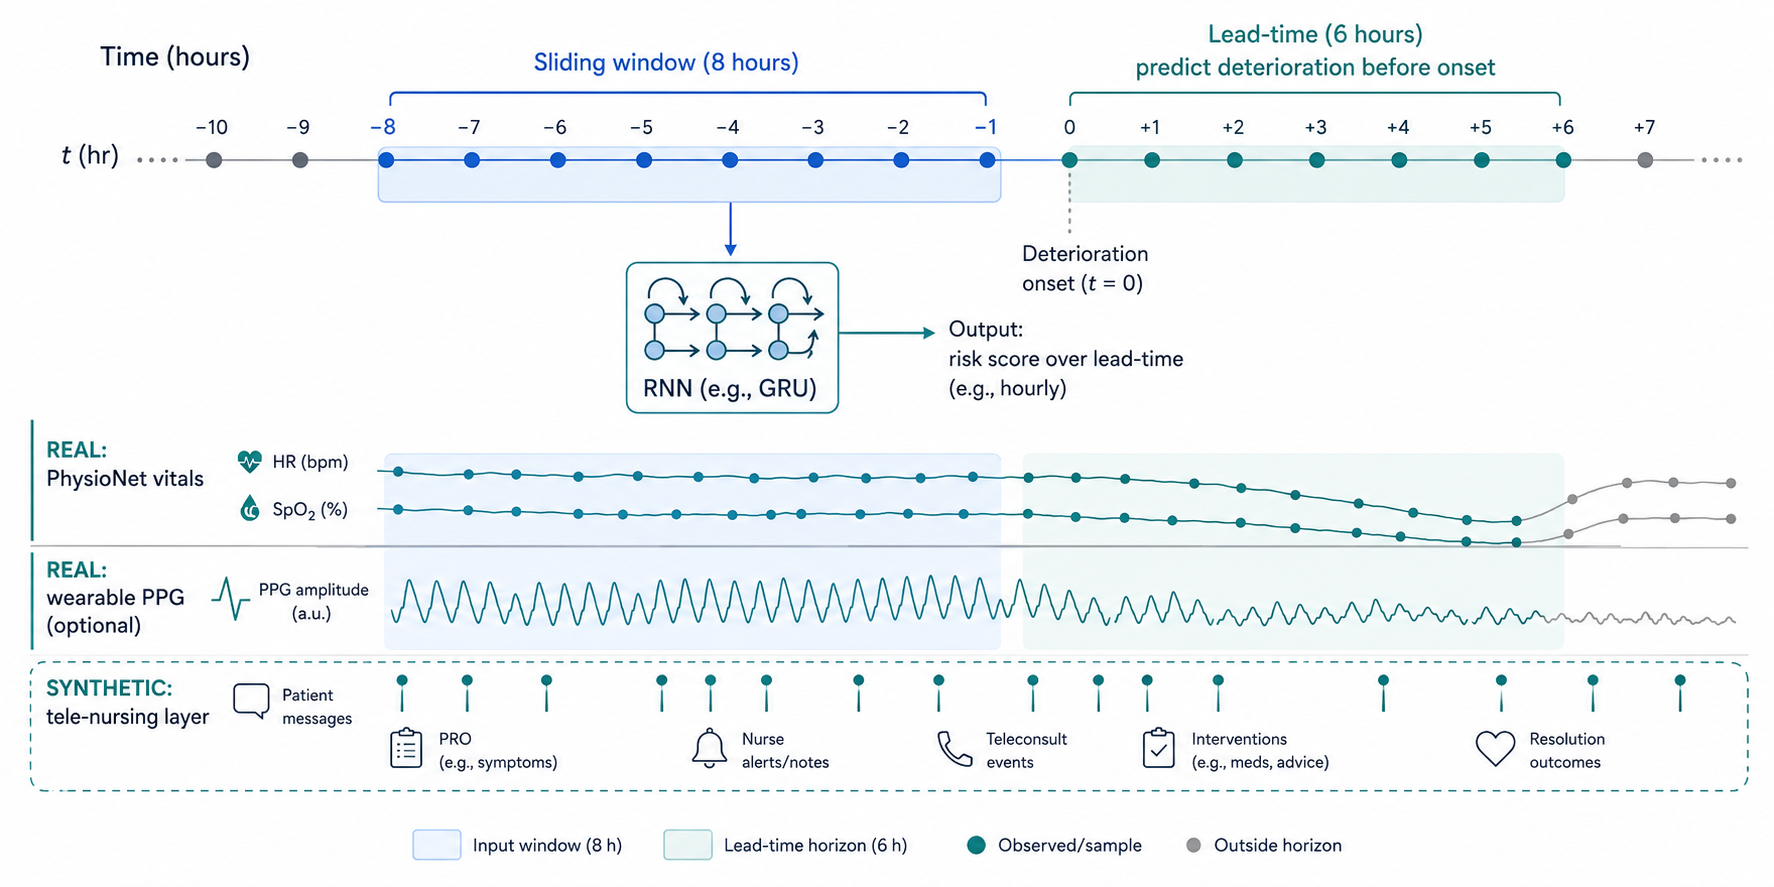 Time (hours)
Sliding window (8 hours)
Lead-time (6 hours)
predict deterioration before onset
−10 −9 −8 −7 −6 −5 −4 −3 −2 −1 0 +1 +2 +3 +4 +5 +6 +7
t (hr)
Deterioration
onset (t = 0)
RNN (e.g., GRU)
Output:
risk score over lead-time
(e.g., hourly)
REAL:
PhysioNet vitals
HR (bpm)
SpO₂ (%)
REAL:
wearable PPG
(optional)
PPG amplitude
(a.u.)
SYNTHETIC:
tele-nursing layer
Patient
messages
PRO
(e.g., symptoms)
Nurse
alerts/notes
Teleconsult
events
Interventions
(e.g., meds, advice)
Resolution
outcomes
Input window (8 h)
Lead-time horizon (6 h)
Observed/sample
Outside horizon